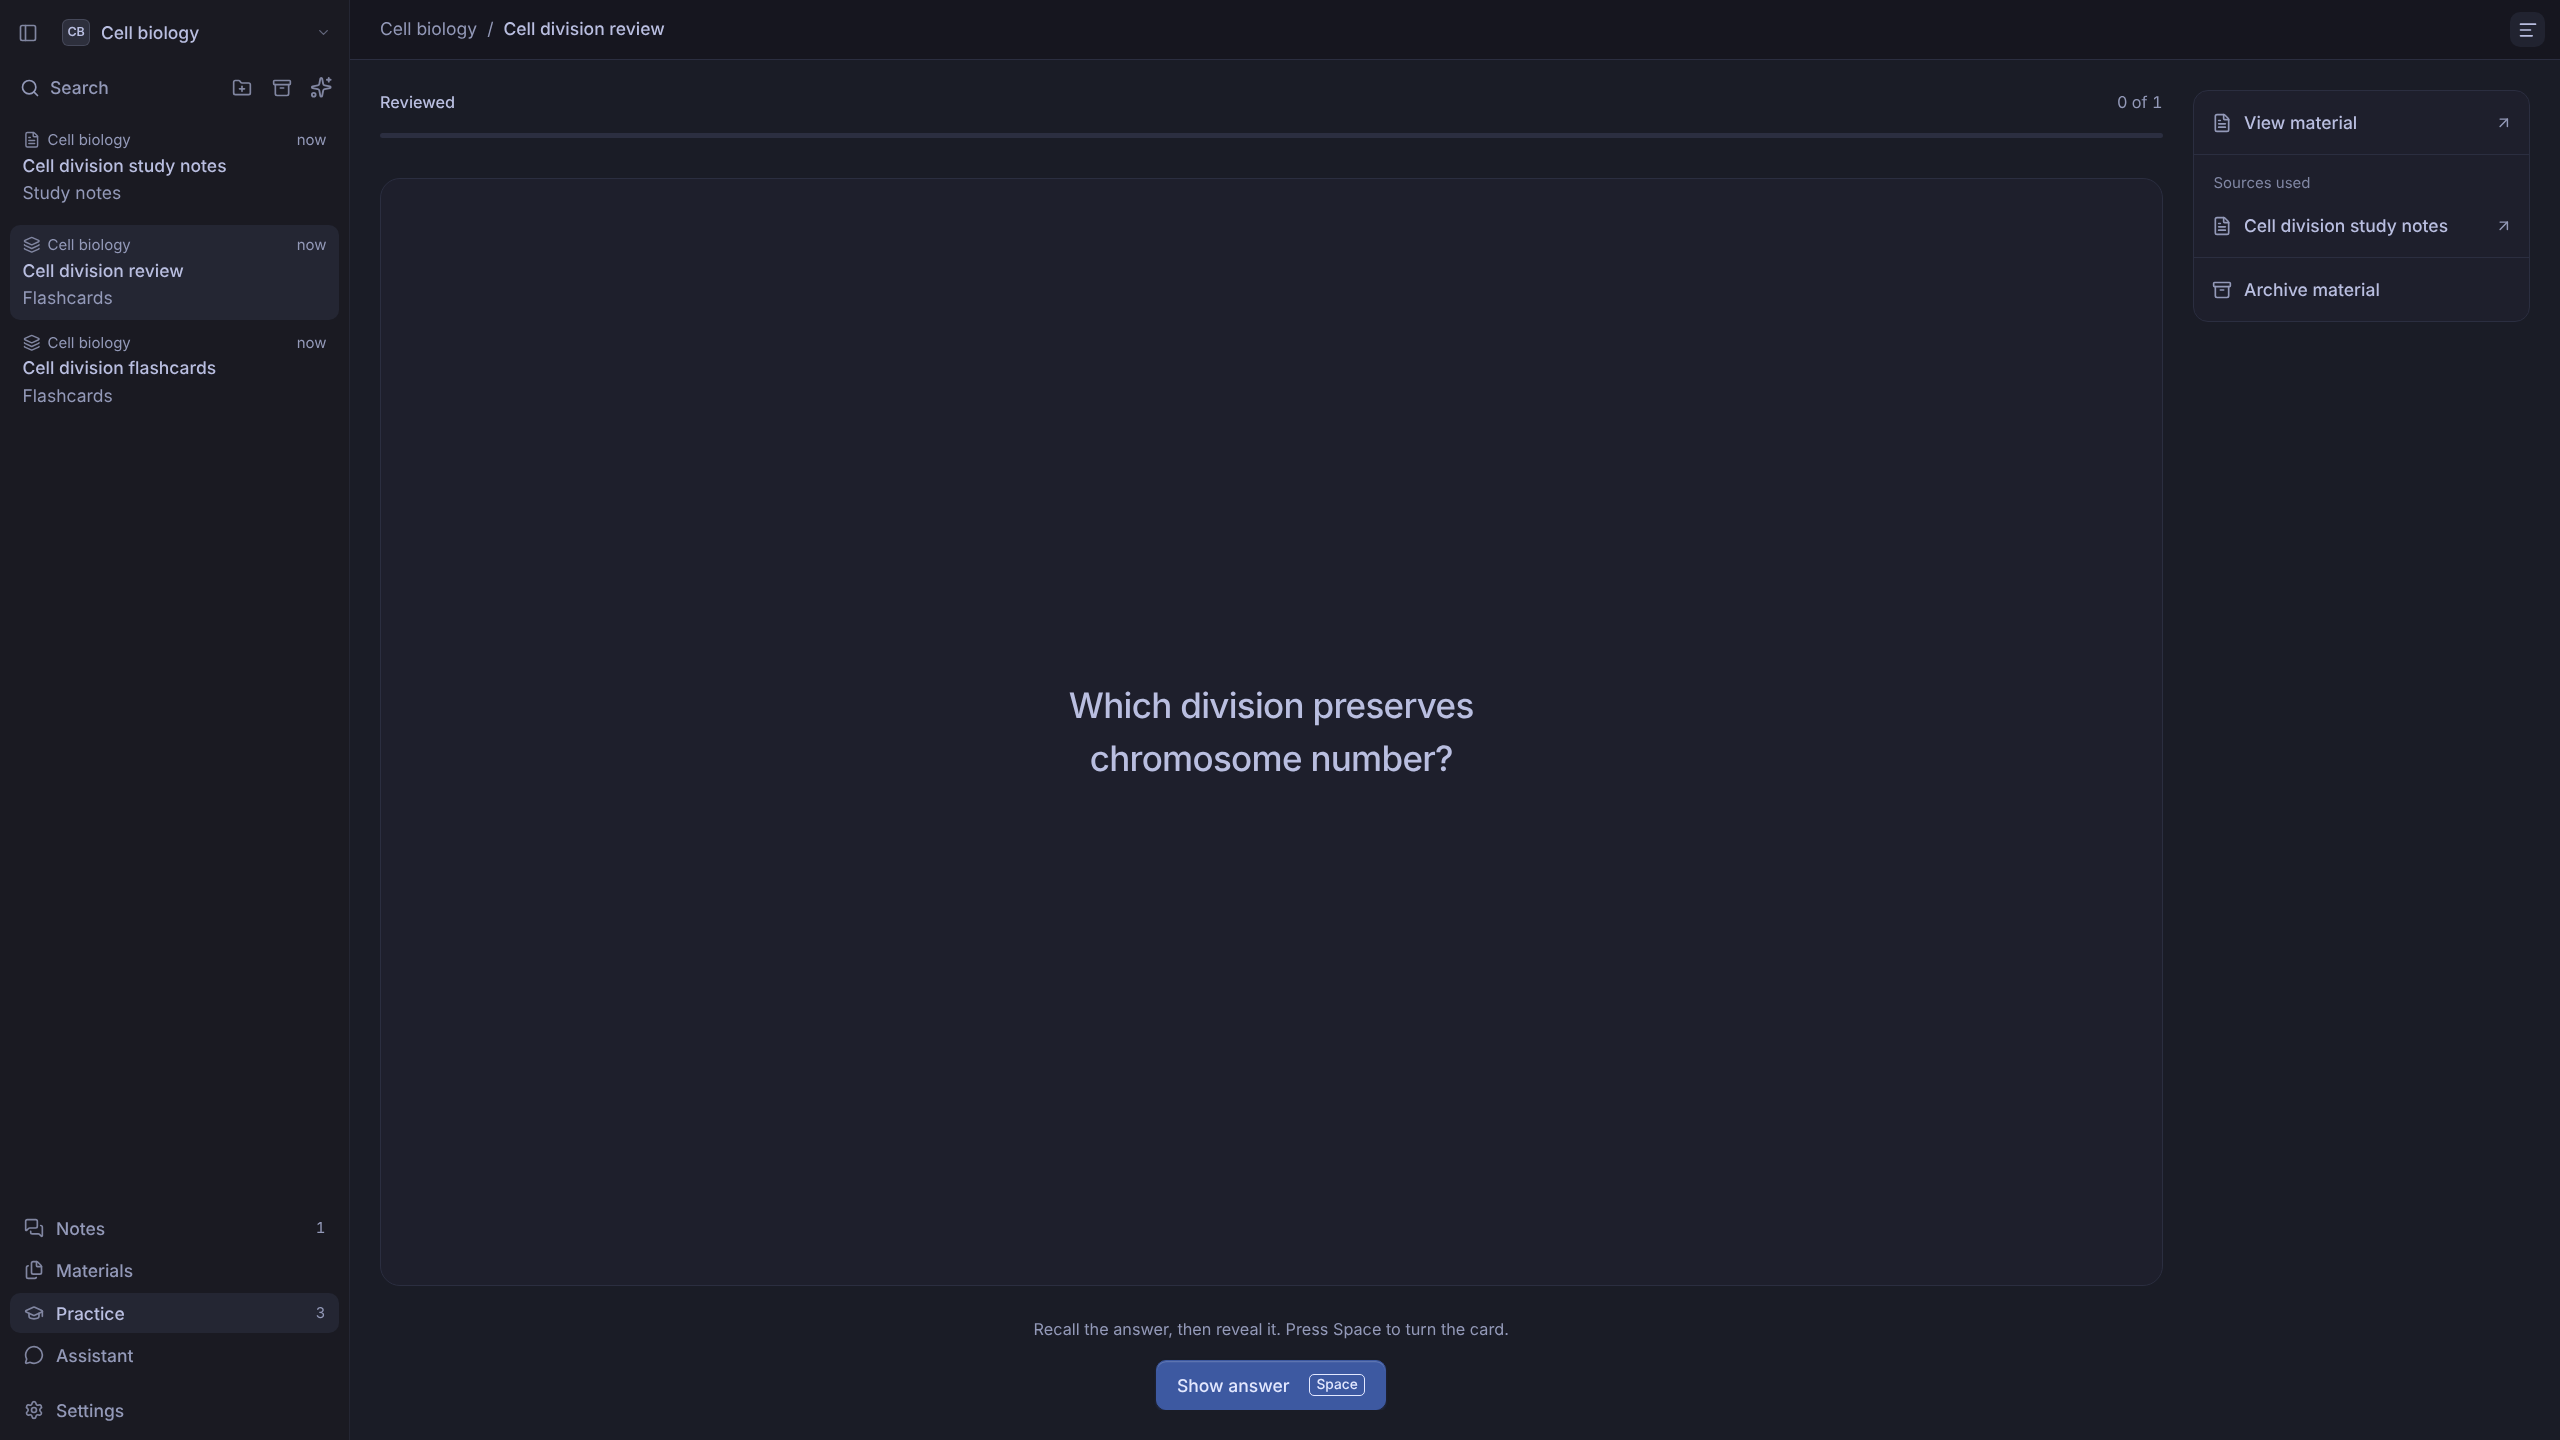 CB Cell biology
Search
Cell biology now
Cell division study notes
Study notes
Cell biology now
Cell division review
Flashcards
Cell biology now
Cell division flashcards
Flashcards
Notes 1
Materials
Practice 3
Assistant
Settings
Cell biology / Cell division review
Reviewed 0 of 1
Which division preserves
chromosome number?
Recall the answer, then reveal it. Press Space to turn the card.
Show answer Space
View material
Sources used
Cell division study notes
Archive material